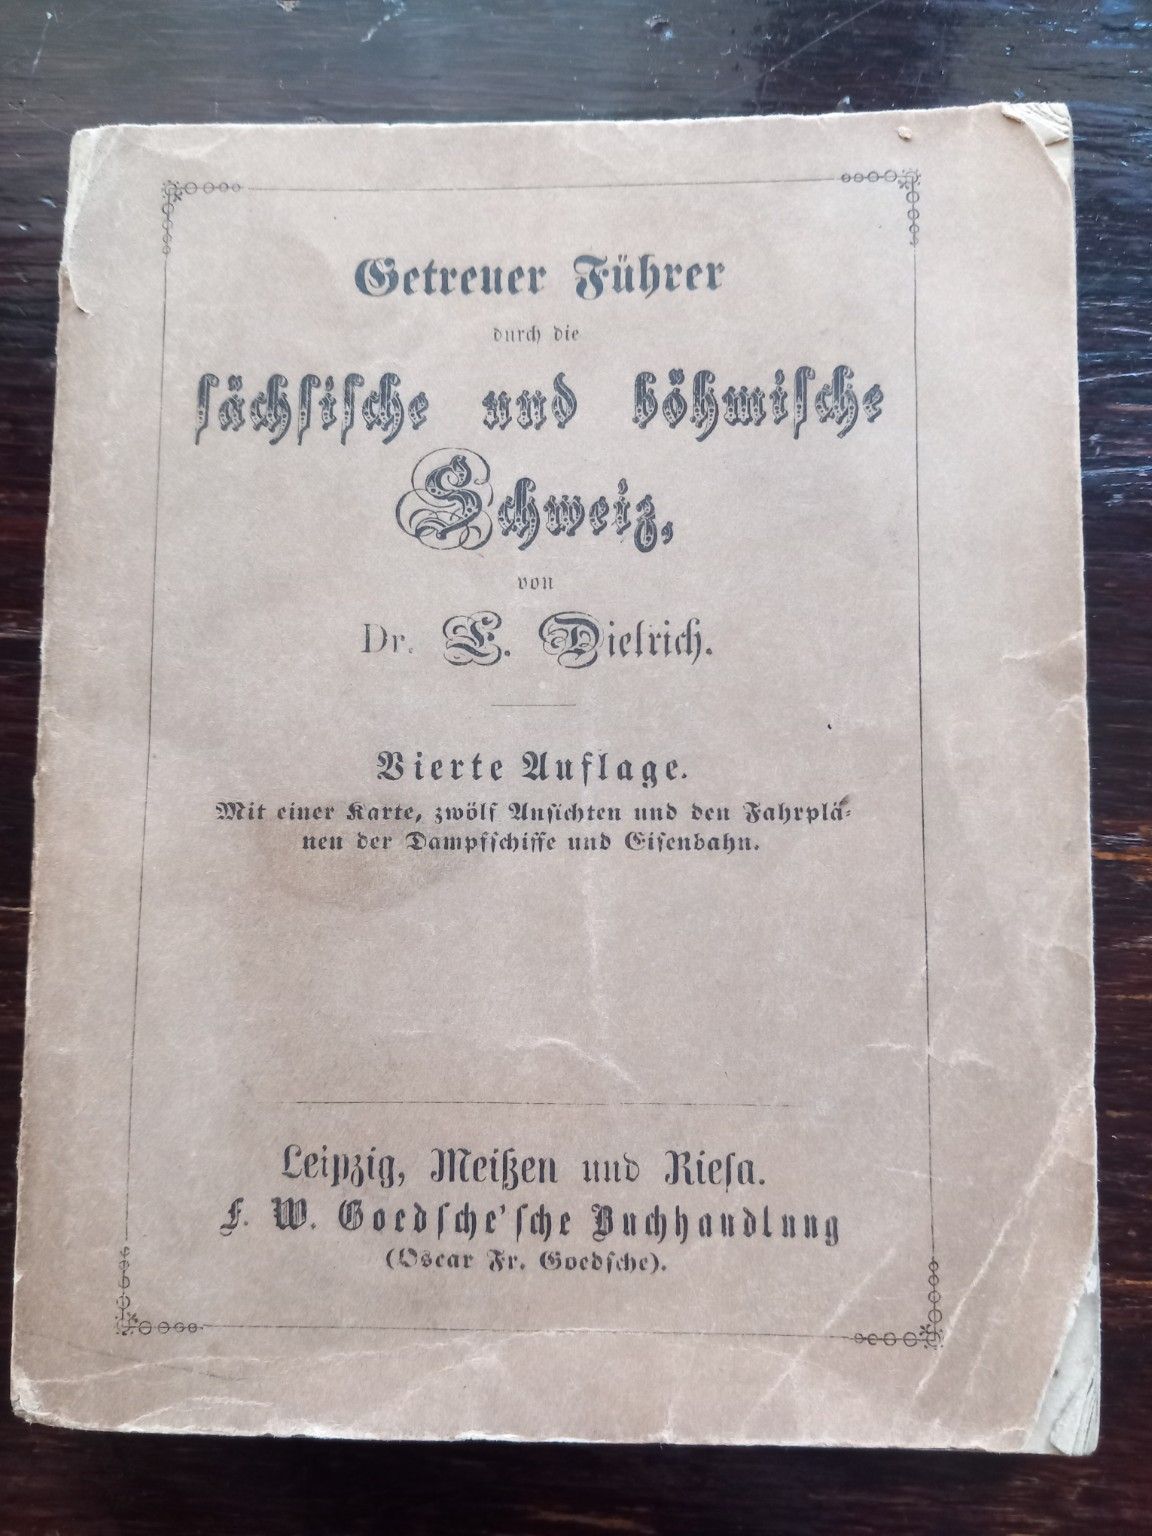 Getreuer Führer
durch die
sächsische und böhmische
Schweiz,
von
Dr. E. Dietrich.
Vierte Auflage.
Mit einer Karte, zwölf Ansichten und den Fahrplä-
nen der Dampfschiffe und Eisenbahn.
Leipzig, Meißen und Riesa.
F. W. Goedsche'sche Buchhandlung
(Oscar Fr. Goedsche).